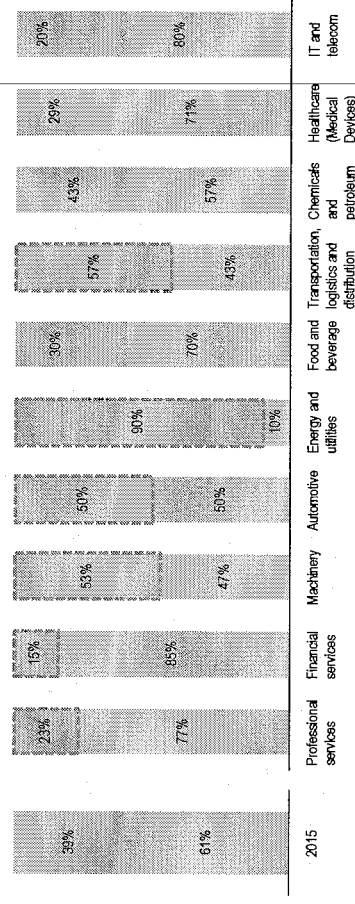 39%
23%
15%
53%
50%
90%
30%
57%
43%
29%
20%
61%
77%
85%
47%
50%
10%
70%
43%
57%
71%
80%
2015
Professional
services
Financial
services
Machinery
Automotive
Energy and
utilities
Food and
beverage
Transportation,
logistics and
distribution
Chemicals
and
petroleum
Healthcare
(Medical
Devices)
IT and
telecom